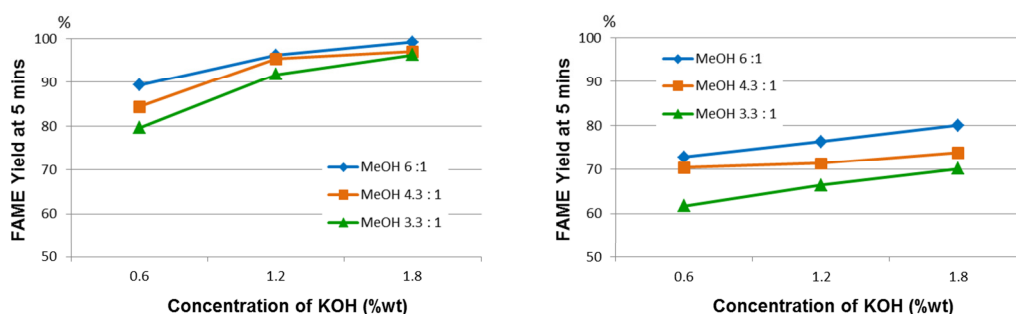 %
100
90
80
70
60
50
FAME Yield at 5 mins
MeOH 6 :1
MeOH 4.3 : 1
MeOH 3.3 : 1
0.6 1.2 1.8
Concentration of KOH (%wt)
%
100
90
80
70
60
50
FAME Yield at 5 mins
MeOH 6 :1
MeOH 4.3 : 1
MeOH 3.3 : 1
0.6 1.2 1.8
Concentration of KOH (%wt)